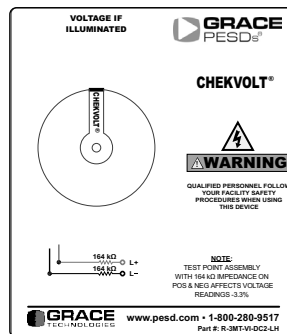 VOLTAGE IF
ILLUMINATED
GRACE
PESDs®
CHEKVOLT®
CHEKVOLT®
WARNING
QUALIFIED PERSONNEL FOLLOW
YOUR FACILITY SAFETY
PROCEDURES WHEN USING
THIS DEVICE
164 kΩ
L+
164 kΩ
L−
NOTE:
TEST POINT ASSEMBLY
WITH 164 kΩ IMPEDANCE ON
POS & NEG AFFECTS VOLTAGE
READINGS -3.3%
GRACE
TECHNOLOGIES
www.pesd.com • 1-800-280-9517
Part #: R-3MT-VI-DC2-LH